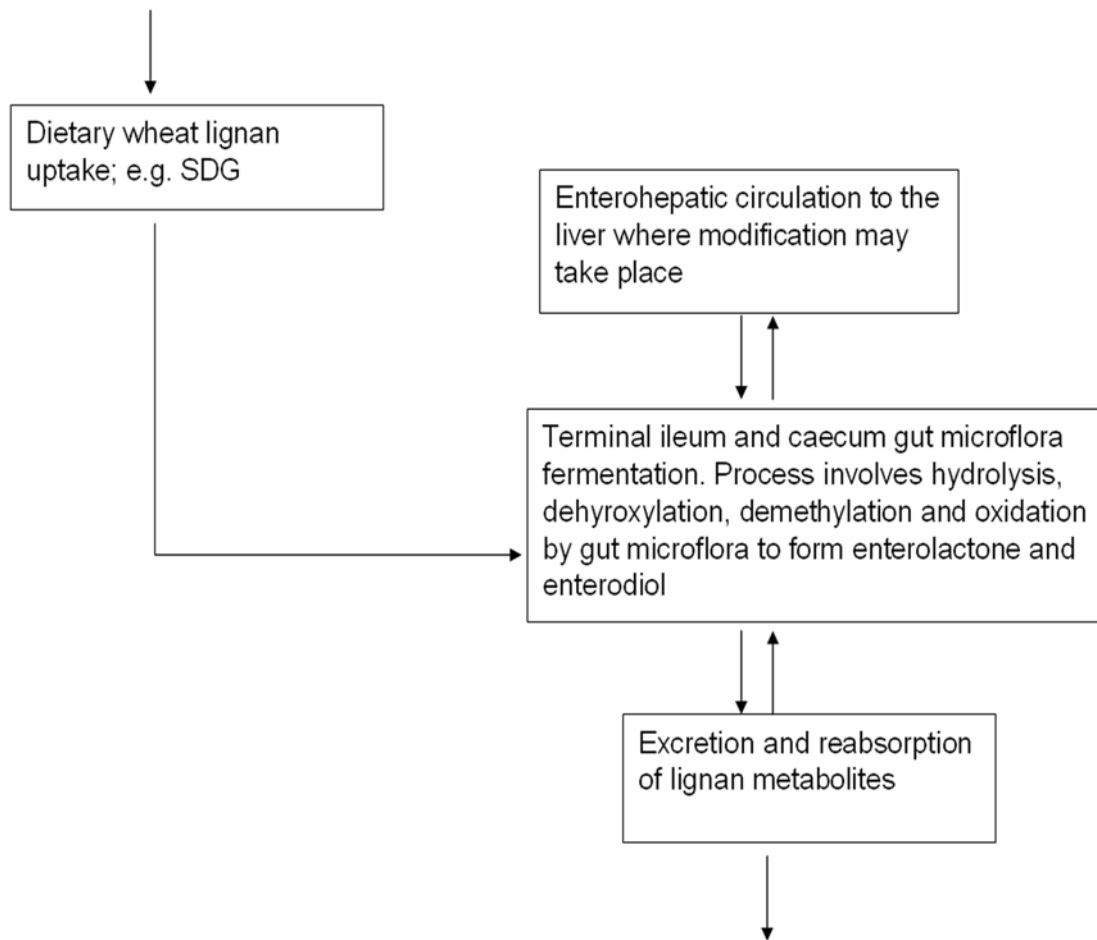 Dietary wheat lignan
uptake; e.g. SDG
Enterohepatic circulation to the
liver where modification may
take place
Terminal ileum and caecum gut microflora
fermentation. Process involves hydrolysis,
dehyroxylation, demethylation and oxidation
by gut microflora to form enterolactone and
enterodiol
Excretion and reabsorption
of lignan metabolites